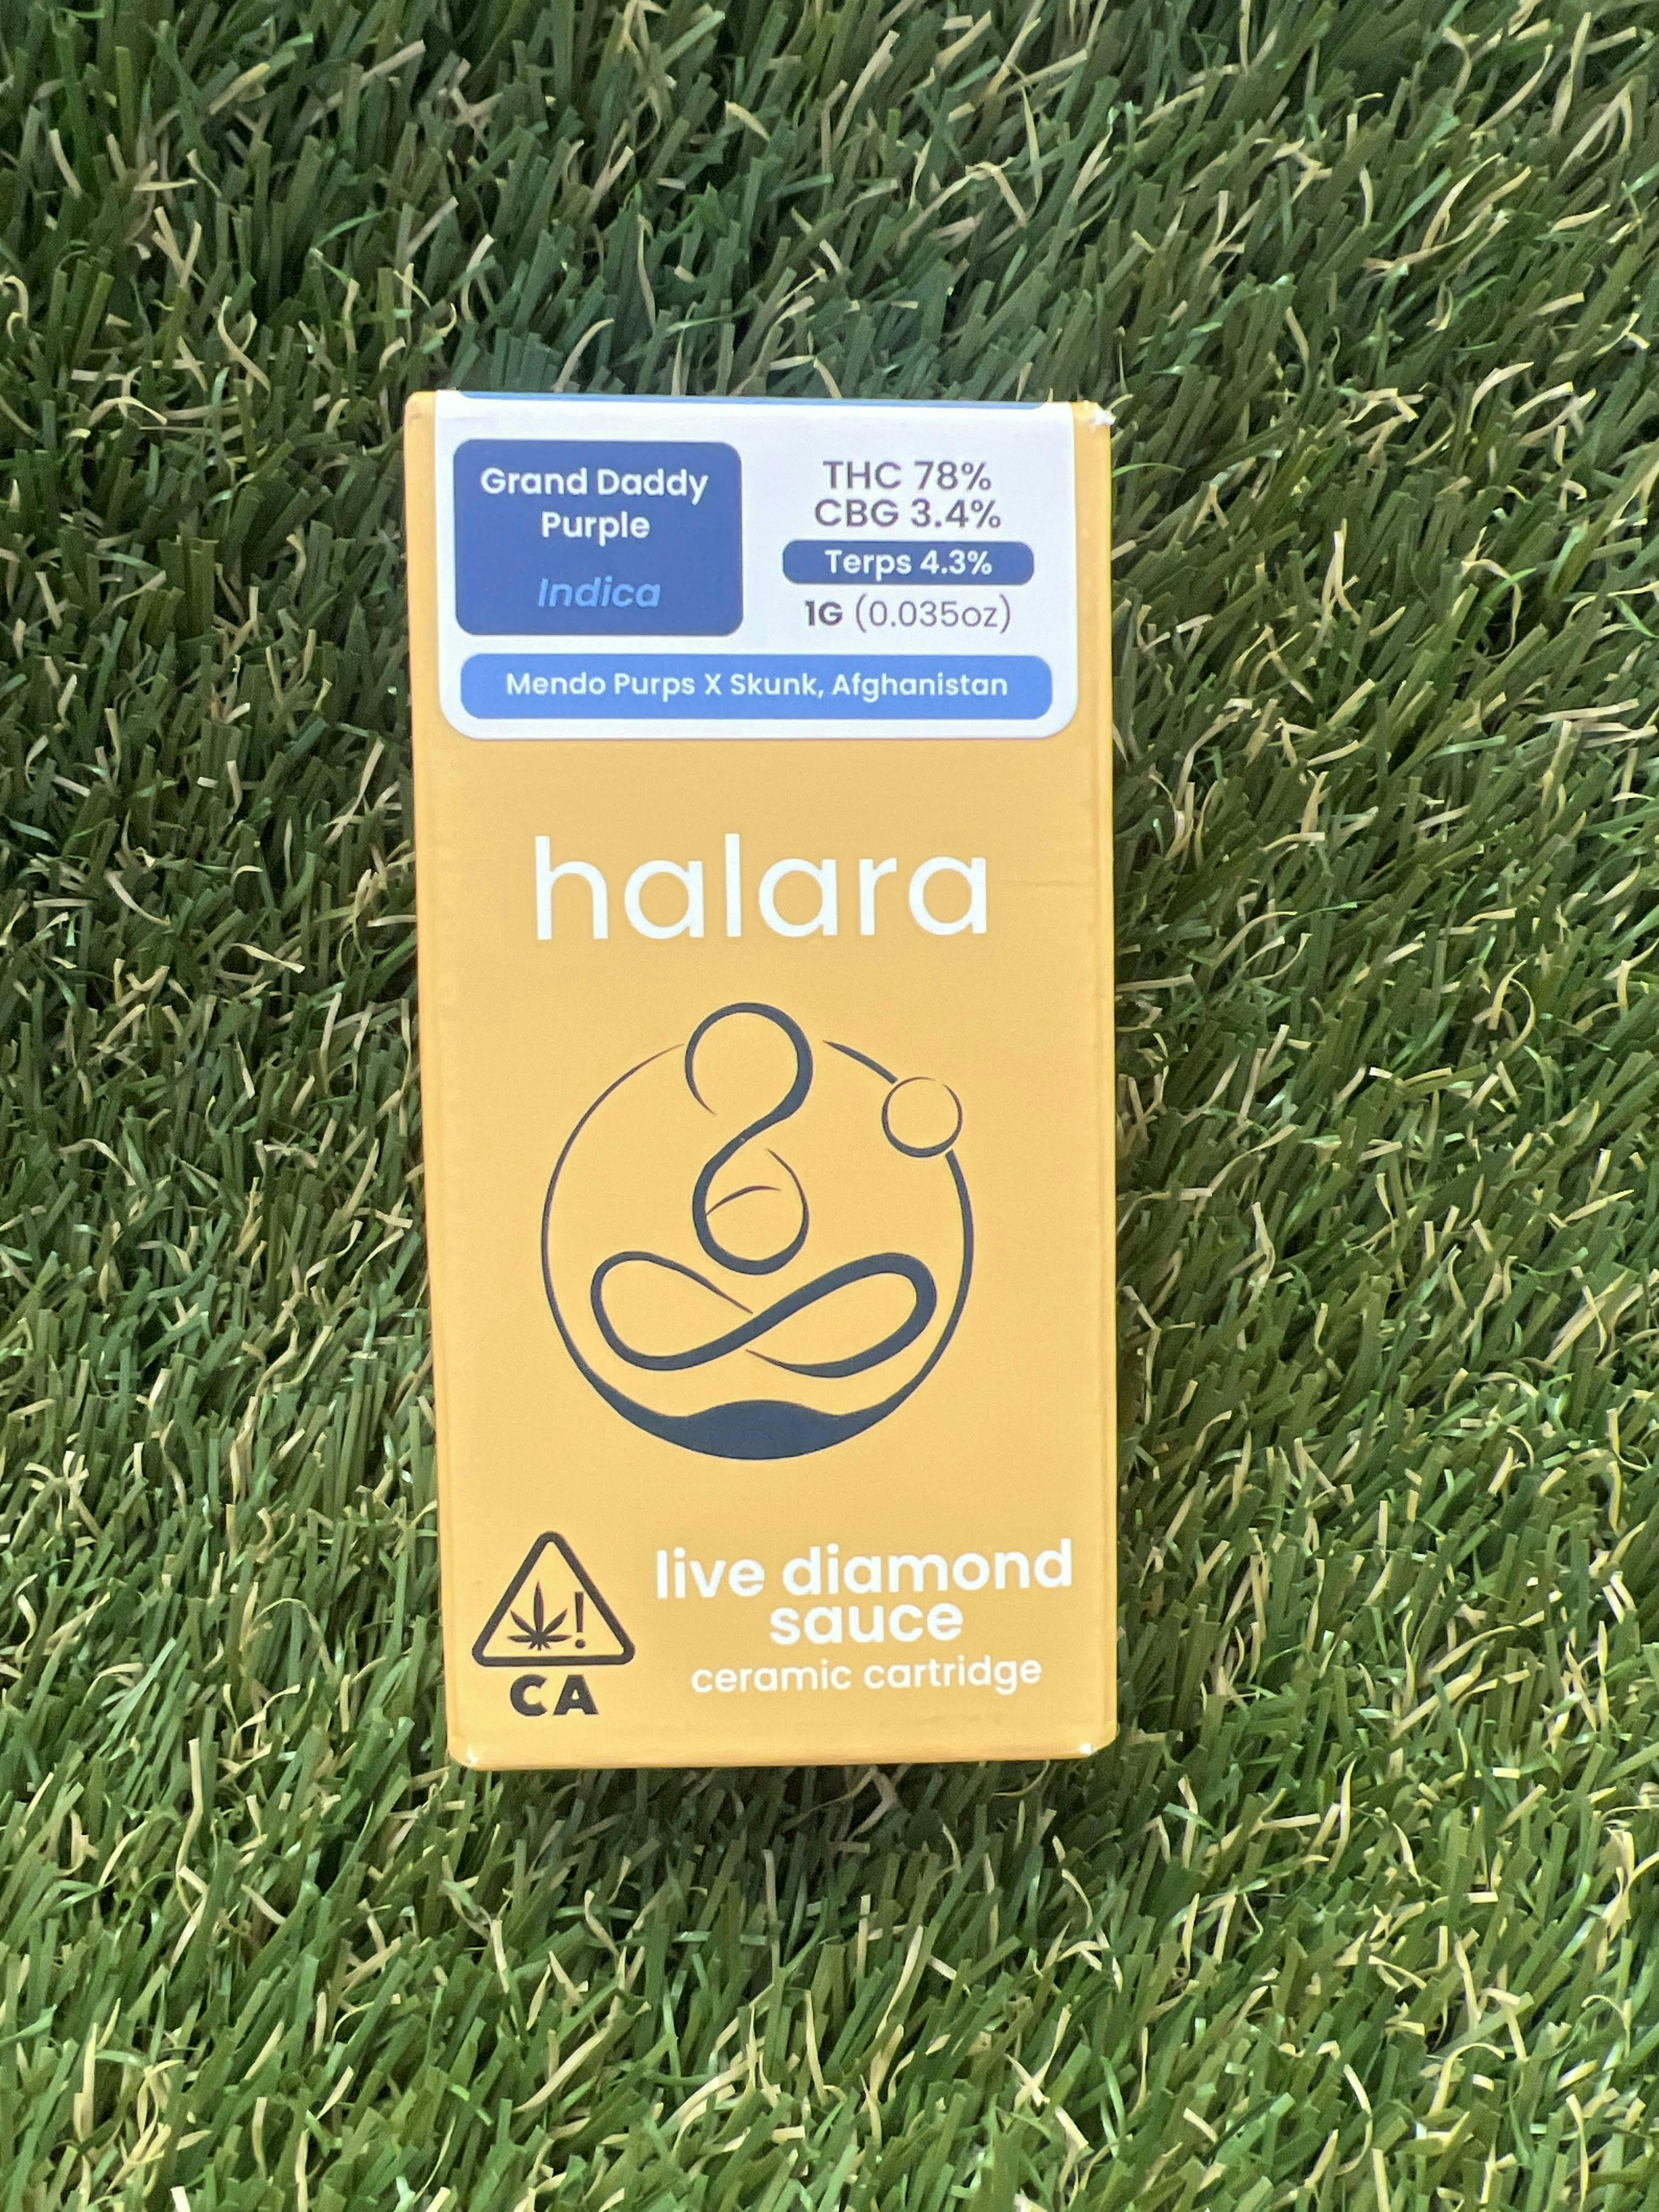 Grand Daddy
Purple
Indica
THC 78%
CBG 3.4%
Terps 4.3%
1G (0.035oz)
Mendo Purps X Skunk, Afghanistan
halara
!
CA
live diamond
sauce
ceramic cartridge